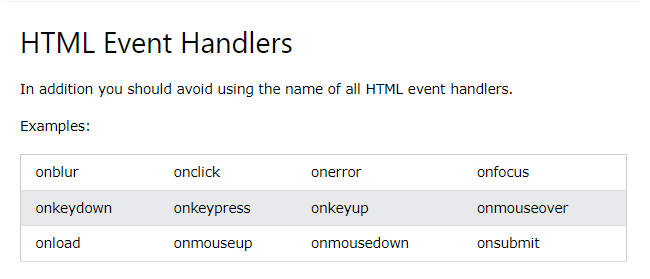 HTML Event Handlers
In addition you should avoid using the name of all HTML event handlers.
Examples:
onblur onclick onerror onfocus
onkeydown onkeypress onkeyup onmouseover
onload onmouseup onmousedown onsubmit